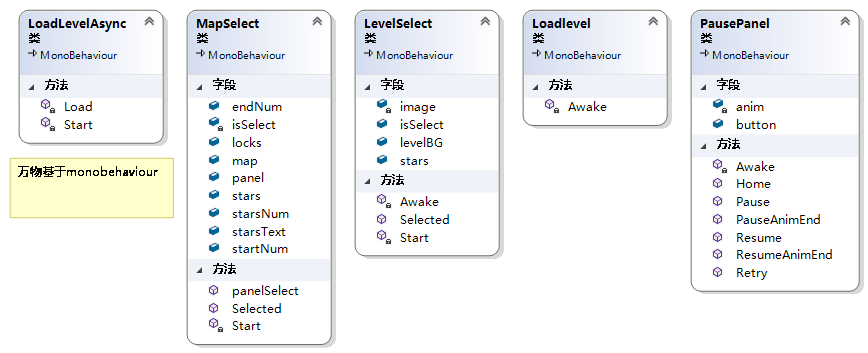 LoadLevelAsync
类
MonoBehaviour
方法
Load
Start
万物基于monobehaviour
MapSelect
类
MonoBehaviour
字段
endNum
isSelect
locks
map
panel
stars
starsNum
starsText
startNum
方法
panelSelect
Selected
Start
LevelSelect
类
MonoBehaviour
字段
image
isSelect
levelBG
stars
方法
Awake
Selected
Start
Loadlevel
类
MonoBehaviour
方法
Awake
PausePanel
类
MonoBehaviour
字段
anim
button
方法
Awake
Home
Pause
PauseAnimEnd
Resume
ResumeAnimEnd
Retry